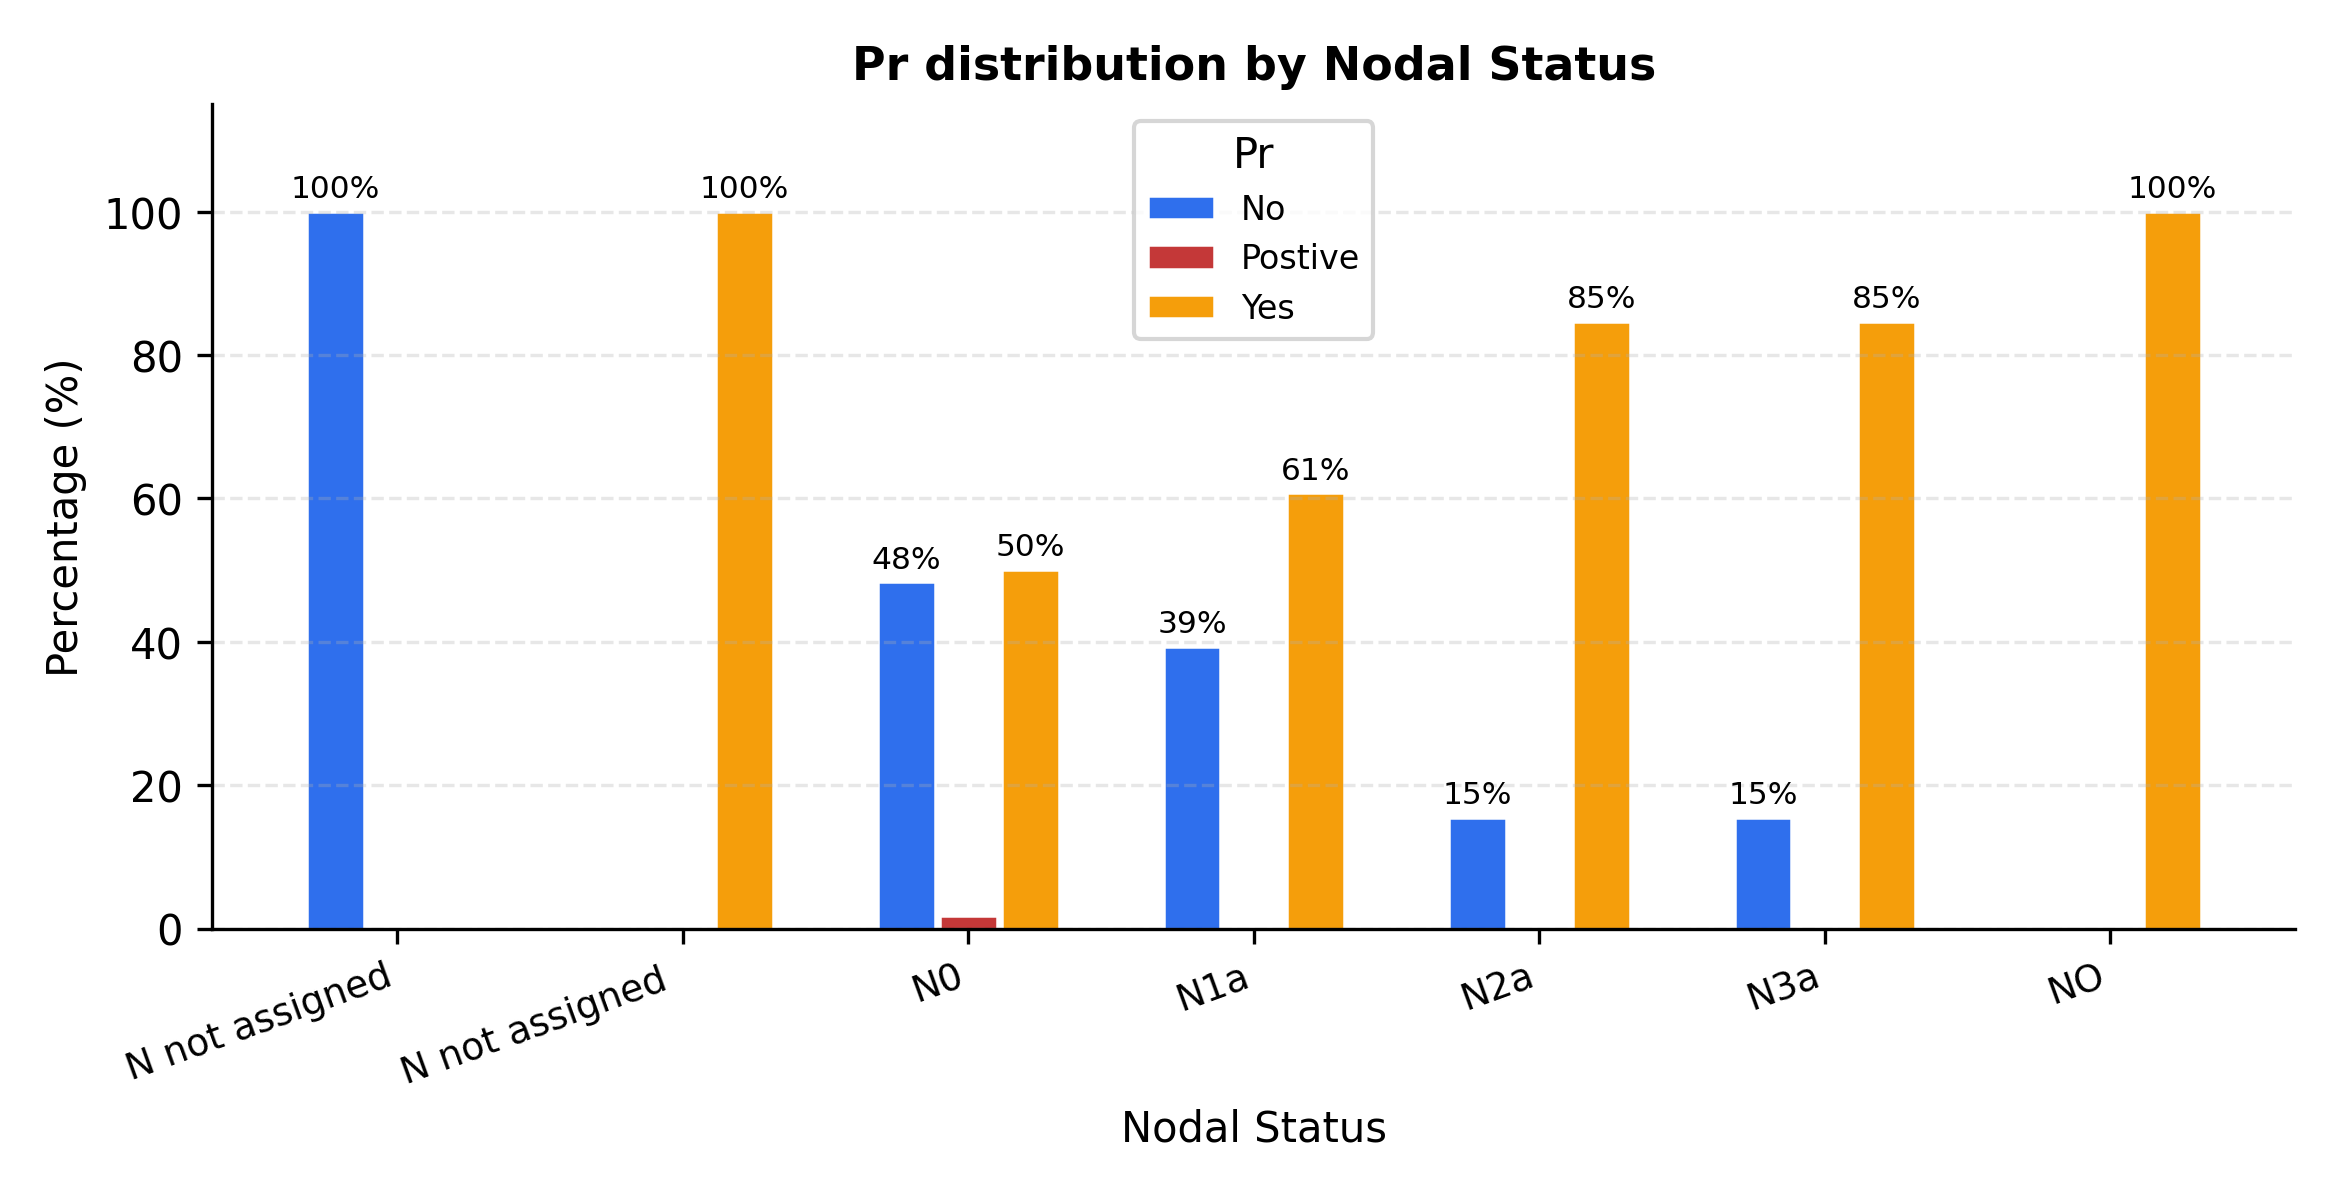 Pr distribution by Nodal Status
Pr
No
Postive
Yes
Percentage (%)
100
80
60
40
20
0
100%
100%
48%
50%
39%
61%
15%
85%
15%
85%
100%
N not assigned
N not assigned
N0
N1a
N2a
N3a
NO
Nodal Status